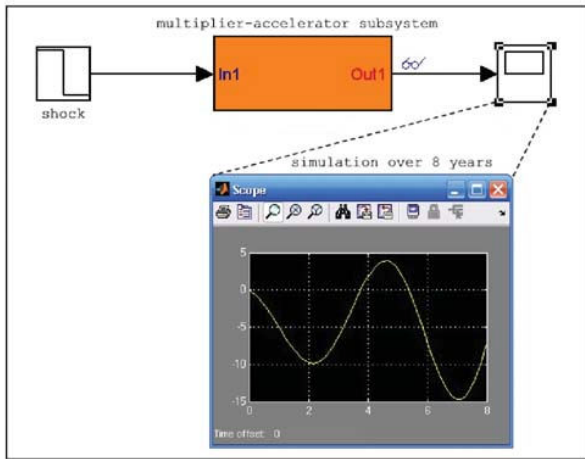 multiplier-accelerator subsystem
In1
Out1
shock
simulation over 8 years
Scope
5
0
-5
-10
-15
0
2
4
6
8
Time offset: 0